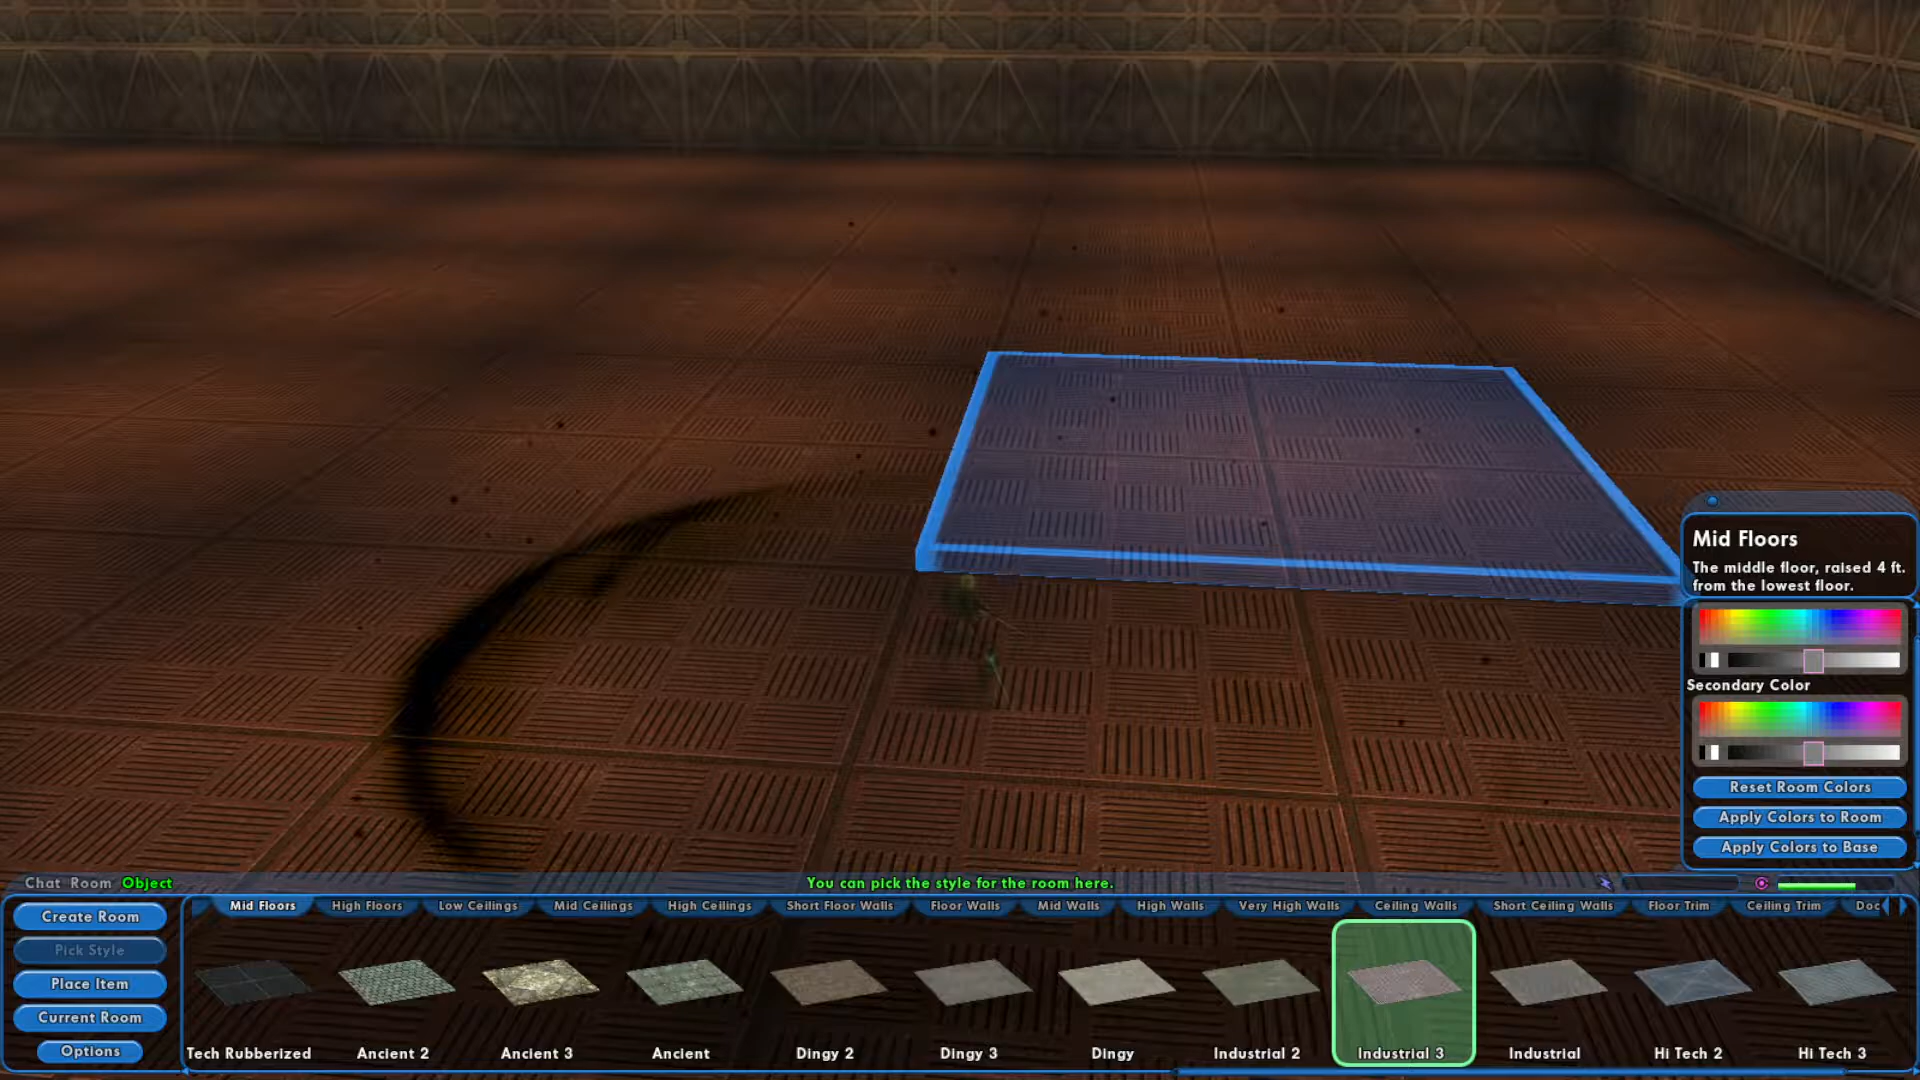 Mid Floors
The middle floor, raised 4 ft.
from the lowest floor.
Secondary Color
Reset Room Colors
Apply Colors to Room
Apply Colors to Base
Chat Room Object
You can pick the style for the room here.
Create Room
Pick Style
Place Item
Current Room
Options
Mid Floors High Floors Low Ceilings Mid Ceilings High Ceilings Short Floor Walls Floor Walls Mid Walls High Walls Very High Walls Ceiling Walls Short Ceiling Walls Floor Trim Ceiling Trim Doc
Tech Rubberized Ancient 2 Ancient 3 Ancient Dingy 2 Dingy 3 Dingy Industrial 2 Industrial 3 Industrial Hi Tech 2 Hi Tech 3